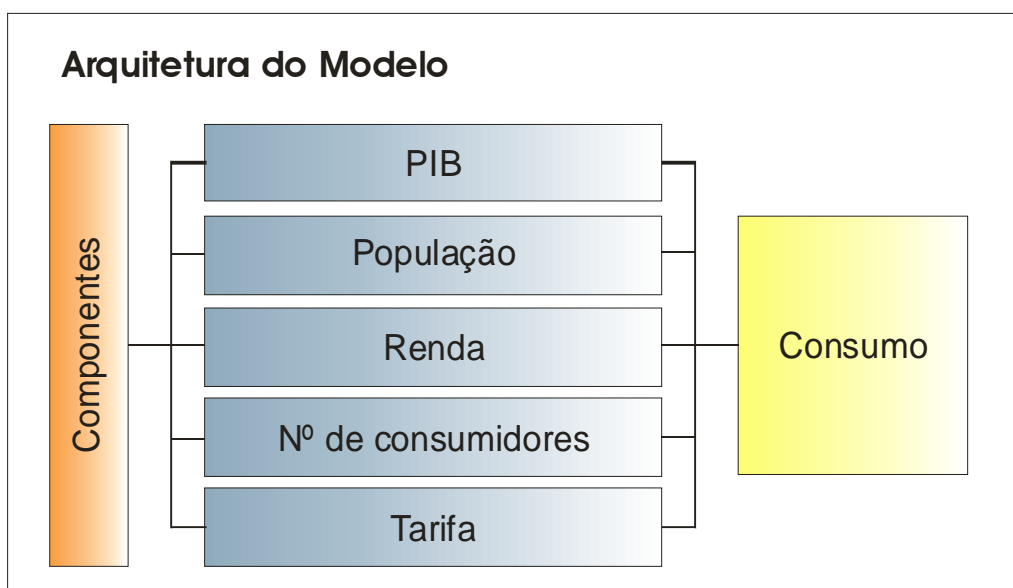 Arquitetura do Modelo
Componentes
PIB
População
Renda
Nº de consumidores
Tarifa
Consumo